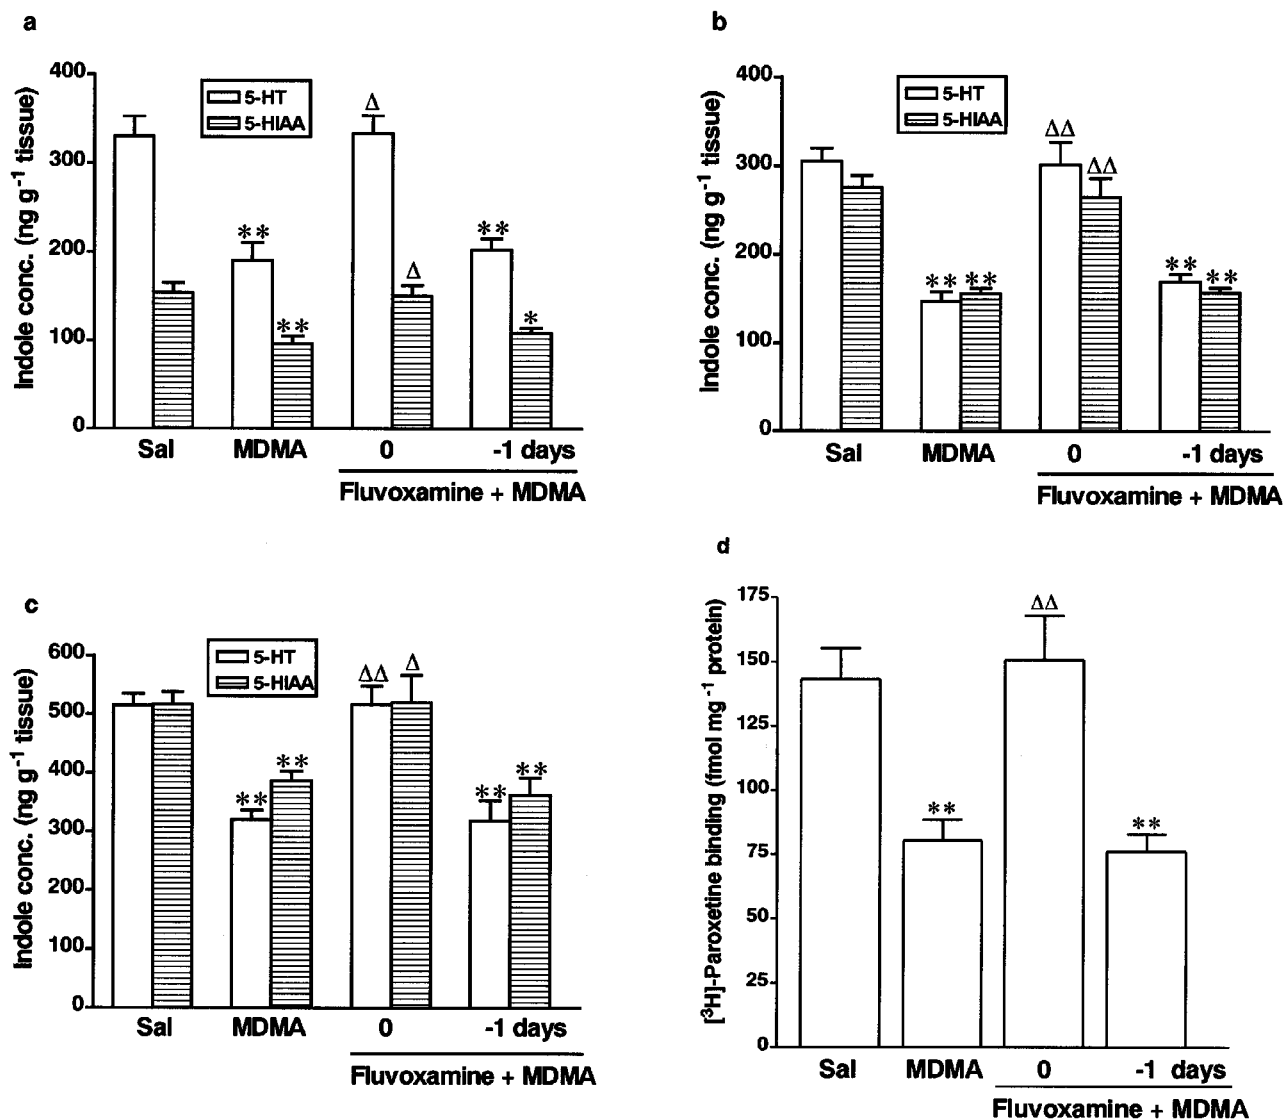 a
Indole conc. (ng g⁻¹ tissue)
400
300
200
100
0
5-HT
5-HIAA
Δ
**
**
Δ
**
*
Sal MDMA 0 -1 days
Fluvoxamine + MDMA
b
Indole conc. (ng g⁻¹ tissue)
400
300
200
100
0
5-HT
5-HIAA
ΔΔ
ΔΔ
** **
** **
Sal MDMA 0 -1 days
Fluvoxamine + MDMA
c
Indole conc. (ng g⁻¹ tissue)
600
500
400
300
200
100
0
5-HT
5-HIAA
ΔΔ Δ
**
**
**
**
Sal MDMA 0 -1 days
Fluvoxamine + MDMA
d
[³H]-Paroxetine binding (fmol mg⁻¹ protein)
175
150
125
100
75
50
25
0
ΔΔ
**
**
Sal MDMA 0 -1 days
Fluvoxamine + MDMA